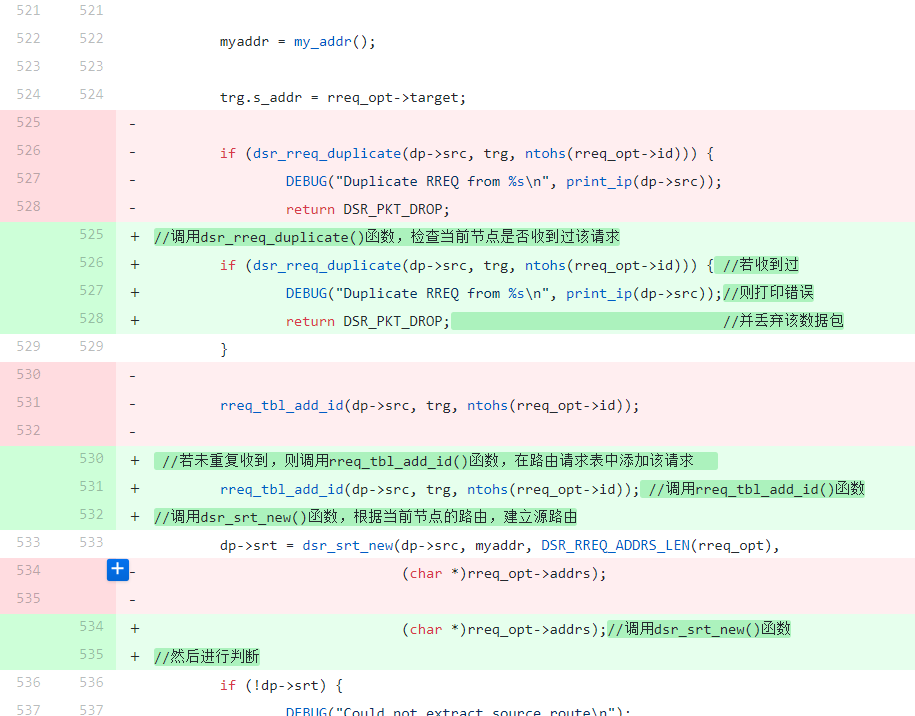 521 521
522 522 myaddr = my_addr();
523 523
524 524 trg.s_addr = rreq_opt->target;
525 -
526 - if (dsr_rreq_duplicate(dp->src, trg, ntohs(rreq_opt->id))) {
527 - DEBUG("Duplicate RREQ from %s\n", print_ip(dp->src));
528 - return DSR_PKT_DROP;
525 + //调用dsr_rreq_duplicate()函数，检查当前节点是否收到过该请求
526 + if (dsr_rreq_duplicate(dp->src, trg, ntohs(rreq_opt->id))) { //若收到过
527 + DEBUG("Duplicate RREQ from %s\n", print_ip(dp->src));//则打印错误
528 + return DSR_PKT_DROP; //并丢弃该数据包
529 529 }
530 -
531 - rreq_tbl_add_id(dp->src, trg, ntohs(rreq_opt->id));
532 -
530 + //若未重复收到，则调用rreq_tbl_add_id()函数，在路由请求表中添加该请求
531 + rreq_tbl_add_id(dp->src, trg, ntohs(rreq_opt->id)); //调用rreq_tbl_add_id()函数
532 + //调用dsr_srt_new()函数，根据当前节点的路由，建立源路由
533 533 dp->srt = dsr_srt_new(dp->src, myaddr, DSR_RREQ_ADDRS_LEN(rreq_opt),
534 + - (char *)rreq_opt->addrs);
535 -
534 + (char *)rreq_opt->addrs);//调用dsr_srt_new()函数
535 + //然后进行判断
536 536 if (!dp->srt) {
537 537 DEBUG("Could not extract source route\n");